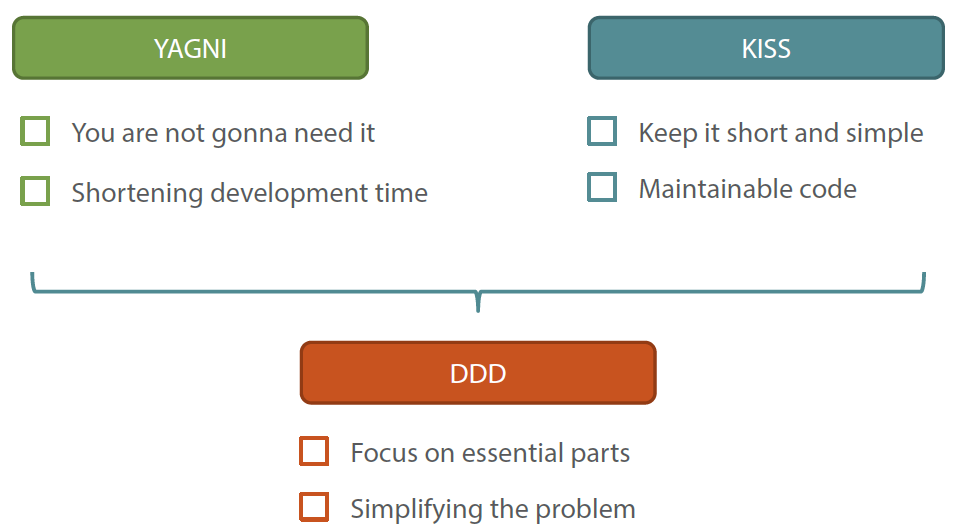 YAGNI
You are not gonna need it
Shortening development time
KISS
Keep it short and simple
Maintainable code
DDD
Focus on essential parts
Simplifying the problem